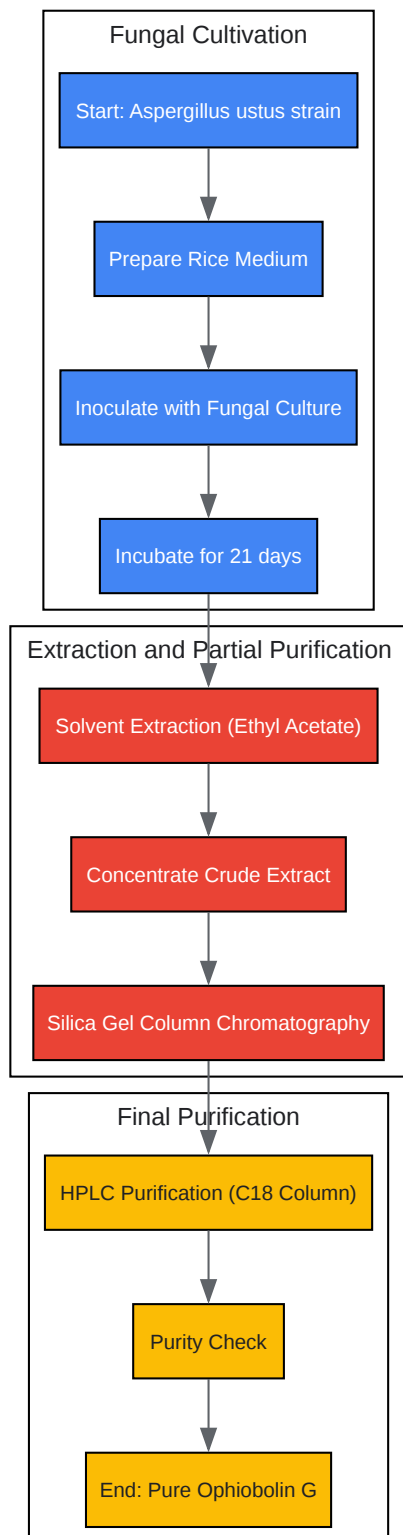 Fungal Cultivation
Start: Aspergillus ustus strain
Prepare Rice Medium
Inoculate with Fungal Culture
Incubate for 21 days
Extraction and Partial Purification
Solvent Extraction (Ethyl Acetate)
Concentrate Crude Extract
Silica Gel Column Chromatography
Final Purification
HPLC Purification (C18 Column)
Purity Check
End: Pure Ophiobolin G